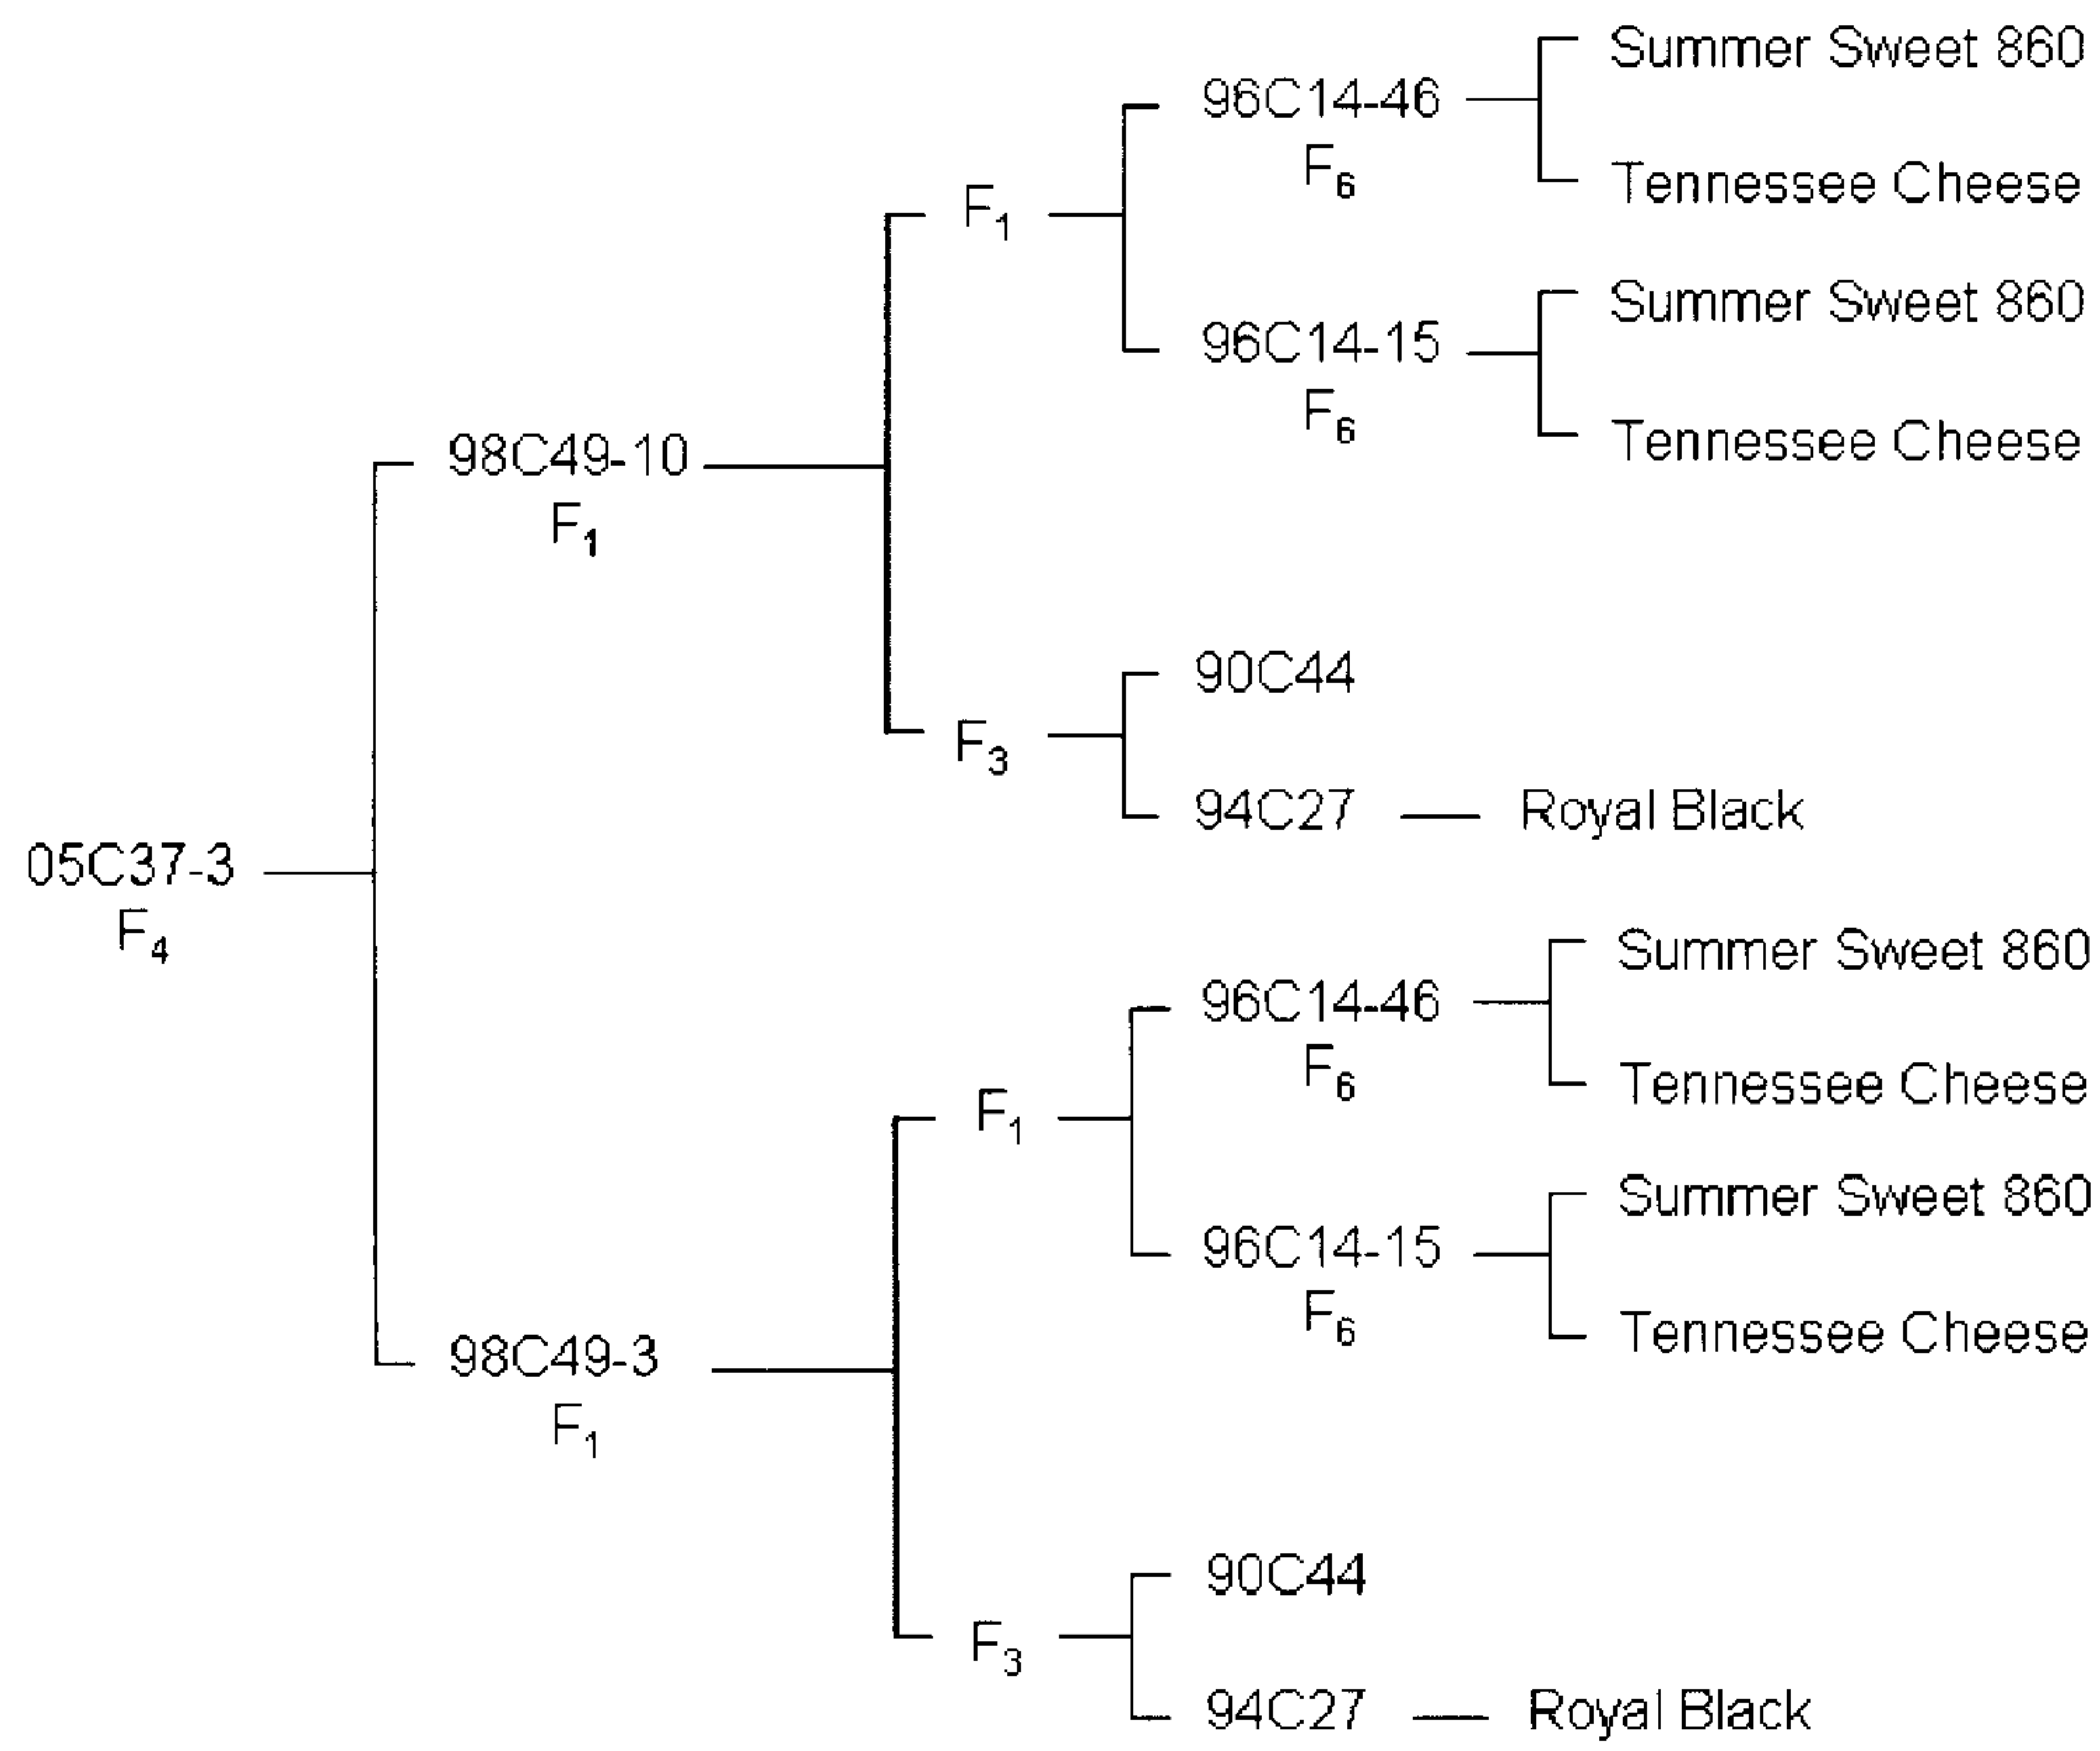 Summer Sweet 860
96C14-46
F6
Tennessee Cheese
F1
Summer Sweet 860
96C14-15
F6
Tennessee Cheese
98C49-10
F1
90C44
F3
94C27
Royal Black
05C37-3
F4
Summer Sweet 860
96C14-46
F6
Tennessee Cheese
F1
Summer Sweet 860
96C14-15
F6
Tennessee Cheese
98C49-3
F1
90C44
F3
94C27
Royal Black